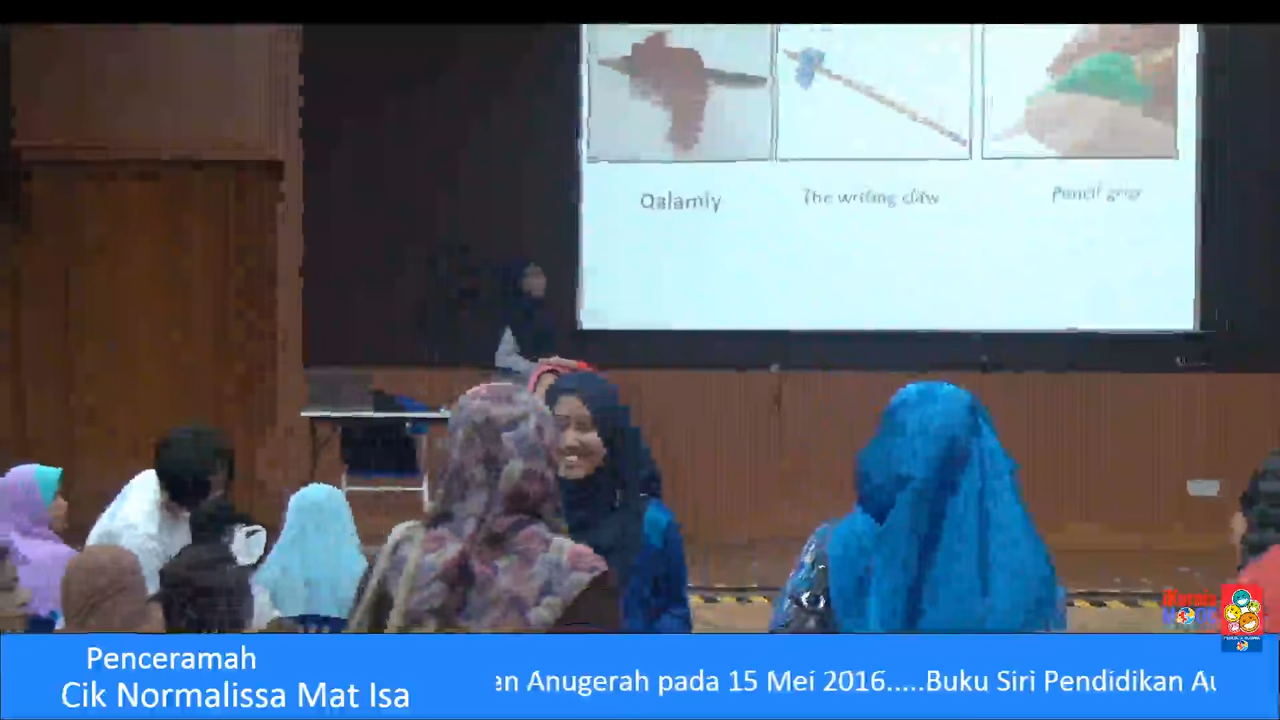 Qalamiy
The writing claw
Pencil grip
Penceramah
Cik Normalissa Mat Isa
an Anugerah pada 15 Mei 2016.....Buku Siri Pendidikan Au